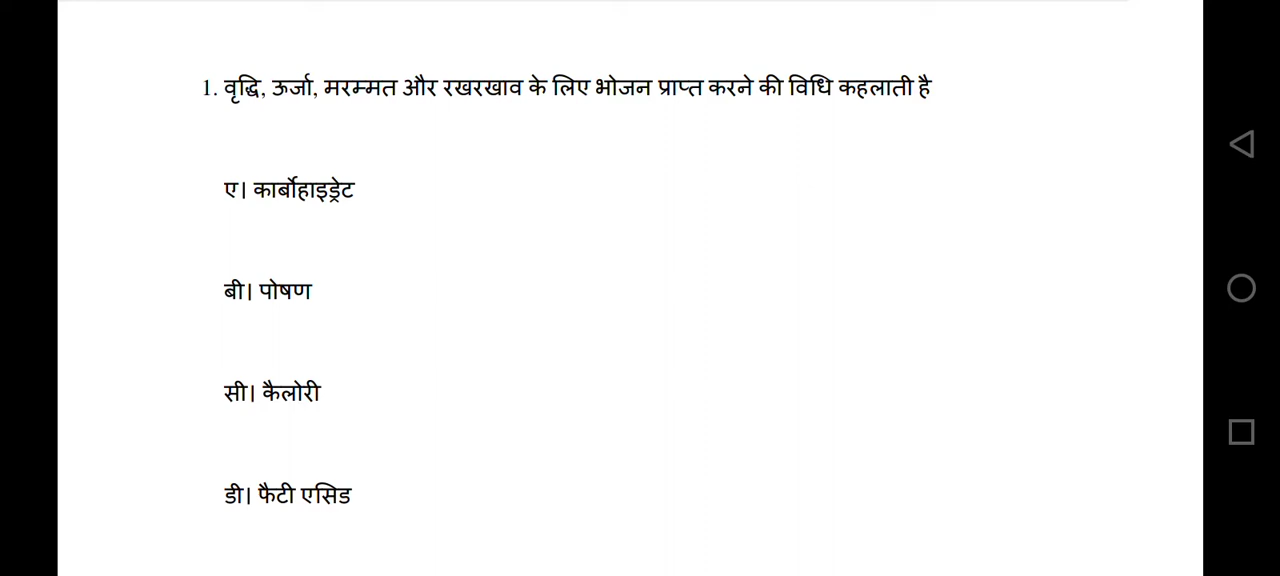 1. वृद्धि, ऊर्जा, मरम्मत और रखरखाव के लिए भोजन प्राप्त करने की विधि कहलाती है
ए। कार्बोहाइड्रेट
बी। पोषण
सी। कैलोरी
डी। फैटी एसिड